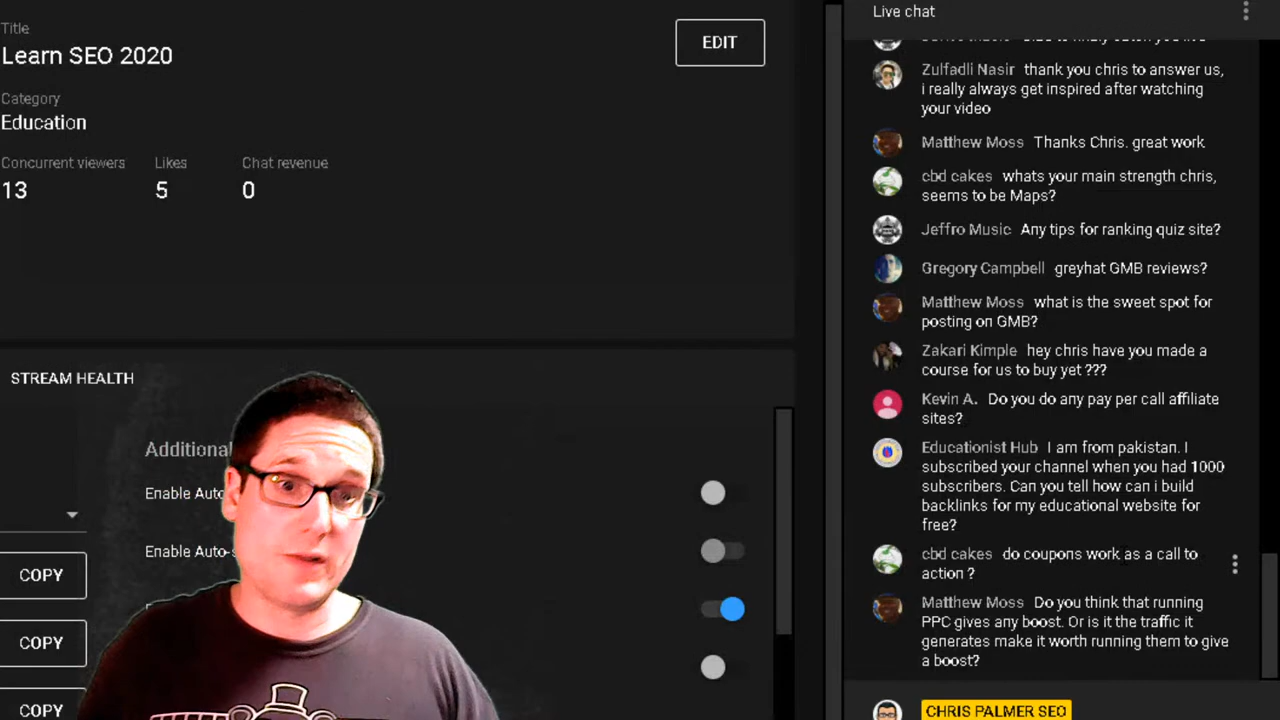 Title
Learn SEO 2020
EDIT
Category
Education
Concurrent viewers
Likes
Chat revenue
13
5
0
STREAM HEALTH
Additional
Enable Auto
Enable Auto-s
COPY
COPY
COPY
Live chat
Zulfadli Nasir thank you chris to answer us,
i really always get inspired after watching
your video
Matthew Moss Thanks Chris. great work
cbd cakes whats your main strength chris,
seems to be Maps?
Jeffro Music Any tips for ranking quiz site?
Gregory Campbell greyhat GMB reviews?
Matthew Moss what is the sweet spot for
posting on GMB?
Zakari Kimple hey chris have you made a
course for us to buy yet ???
Kevin A. Do you do any pay per call affiliate
sites?
Educationist Hub I am from pakistan. I
subscribed your channel when you had 1000
subscribers. Can you tell how can i build
backlinks for my educational website for
free?
cbd cakes do coupons work as a call to
action ?
Matthew Moss Do you think that running
PPC gives any boost. Or is it the traffic it
generates make it worth running them to give
a boost?
CHRIS PALMER SEO